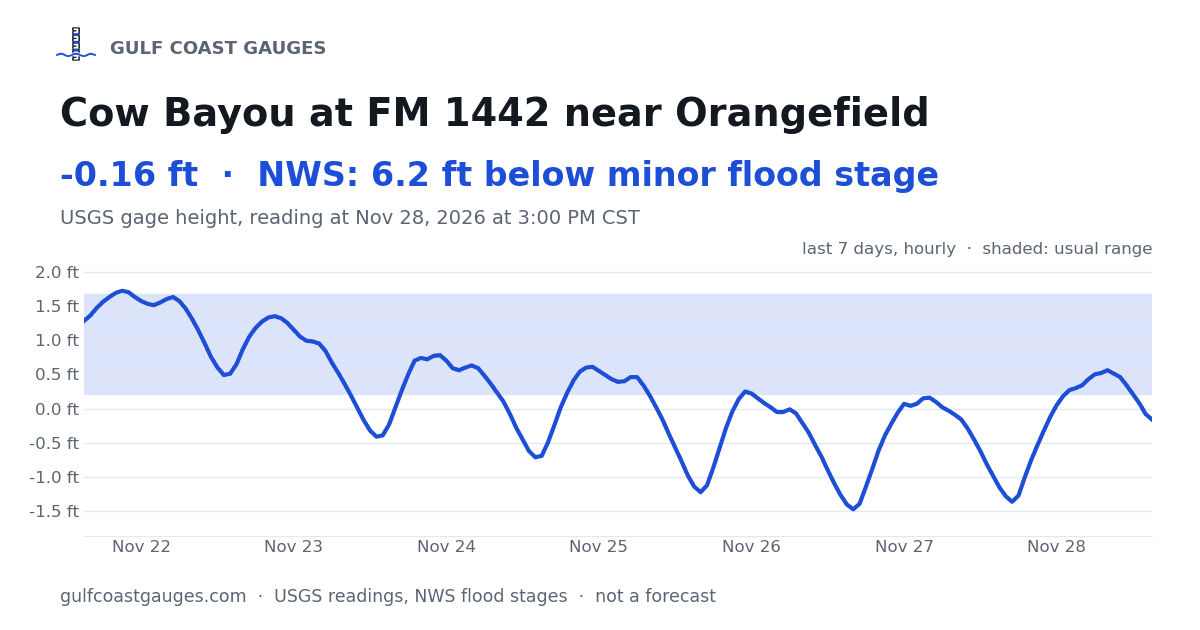 GULF COAST GAUGES
Cow Bayou at FM 1442 near Orangefield
-0.16 ft · NWS: 6.2 ft below minor flood stage
USGS gage height, reading at Nov 28, 2026 at 3:00 PM CST
last 7 days, hourly · shaded: usual range
2.0 ft
1.5 ft
1.0 ft
0.5 ft
0.0 ft
-0.5 ft
-1.0 ft
-1.5 ft
Nov 22 Nov 23 Nov 24 Nov 25 Nov 26 Nov 27 Nov 28
gulfcoastgauges.com · USGS readings, NWS flood stages · not a forecast